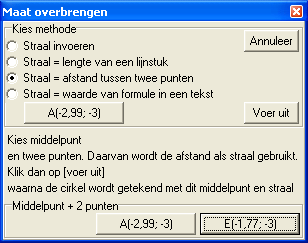 Maat overbrengen
Kies methode
Straal invoeren
Annuleer
Straal = lengte van een lijnstuk
Straal = afstand tussen twee punten
Straal = waarde van formule in een tekst
A(-2,99; -3)
Voer uit
Kies middelpunt
en twee punten. Daarvan wordt de afstand als straal gebruikt.
Klik dan op [voer uit]
waarna de cirkel wordt getekend met dit middelpunt en straal
Middelpunt + 2 punten
A(-2,99; -3)
E(-1,77; -3)